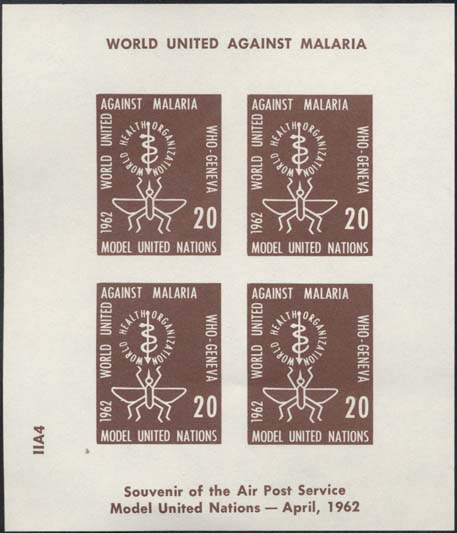 WORLD UNITED AGAINST MALARIA
WORLD UNITED
AGAINST MALARIA
WORLD HEALTH ORGANIZATION
WHO-GENEVA
1962
20
MODEL UNITED NATIONS
WORLD UNITED
AGAINST MALARIA
WORLD HEALTH ORGANIZATION
WHO-GENEVA
1962
20
MODEL UNITED NATIONS
WORLD UNITED
AGAINST MALARIA
WORLD HEALTH ORGANIZATION
WHO-GENEVA
1962
20
MODEL UNITED NATIONS
WORLD UNITED
AGAINST MALARIA
WORLD HEALTH ORGANIZATION
WHO-GENEVA
1962
20
MODEL UNITED NATIONS
IIA4
Souvenir of the Air Post Service
Model United Nations — April, 1962